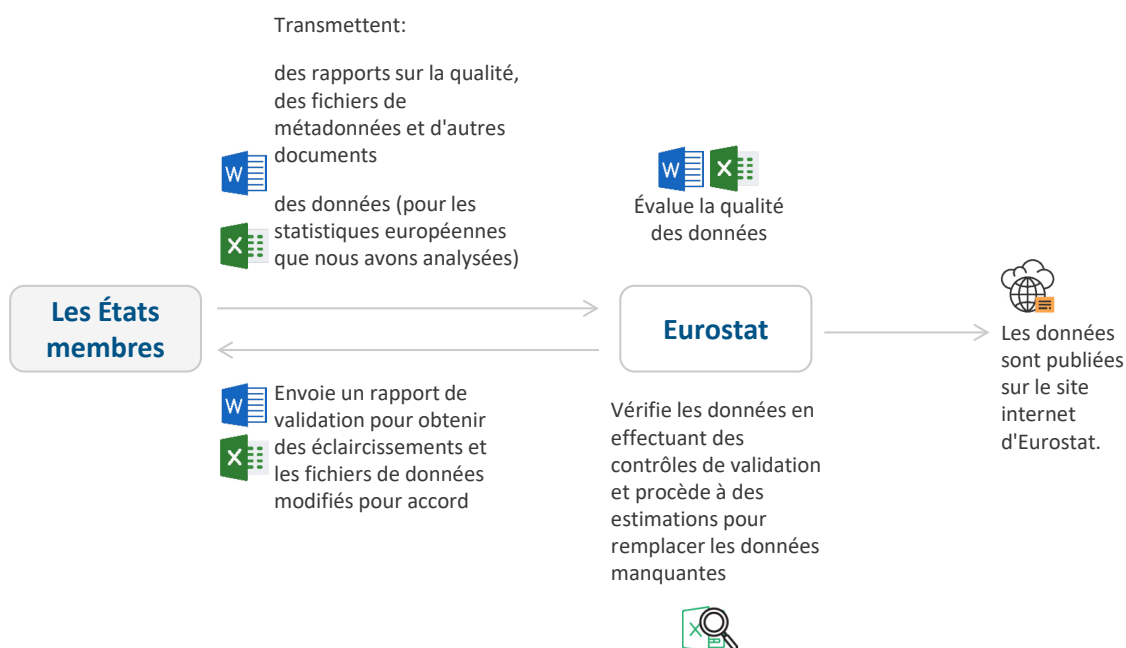 Transmettent:
des rapports sur la qualité,
des fichiers de
métadonnées et d'autres
documents
des données (pour les
statistiques européennes
que nous avons analysées)
Les États
membres
Envoie un rapport de
validation pour obtenir
des éclaircissements et
les fichiers de données
modifiés pour accord
Évalue la qualité
des données
Eurostat
Vérifie les données en
effectuant des
contrôles de validation
et procède à des
estimations pour
remplacer les données
manquantes
Les données
sont publiées
sur le site
internet
d'Eurostat.